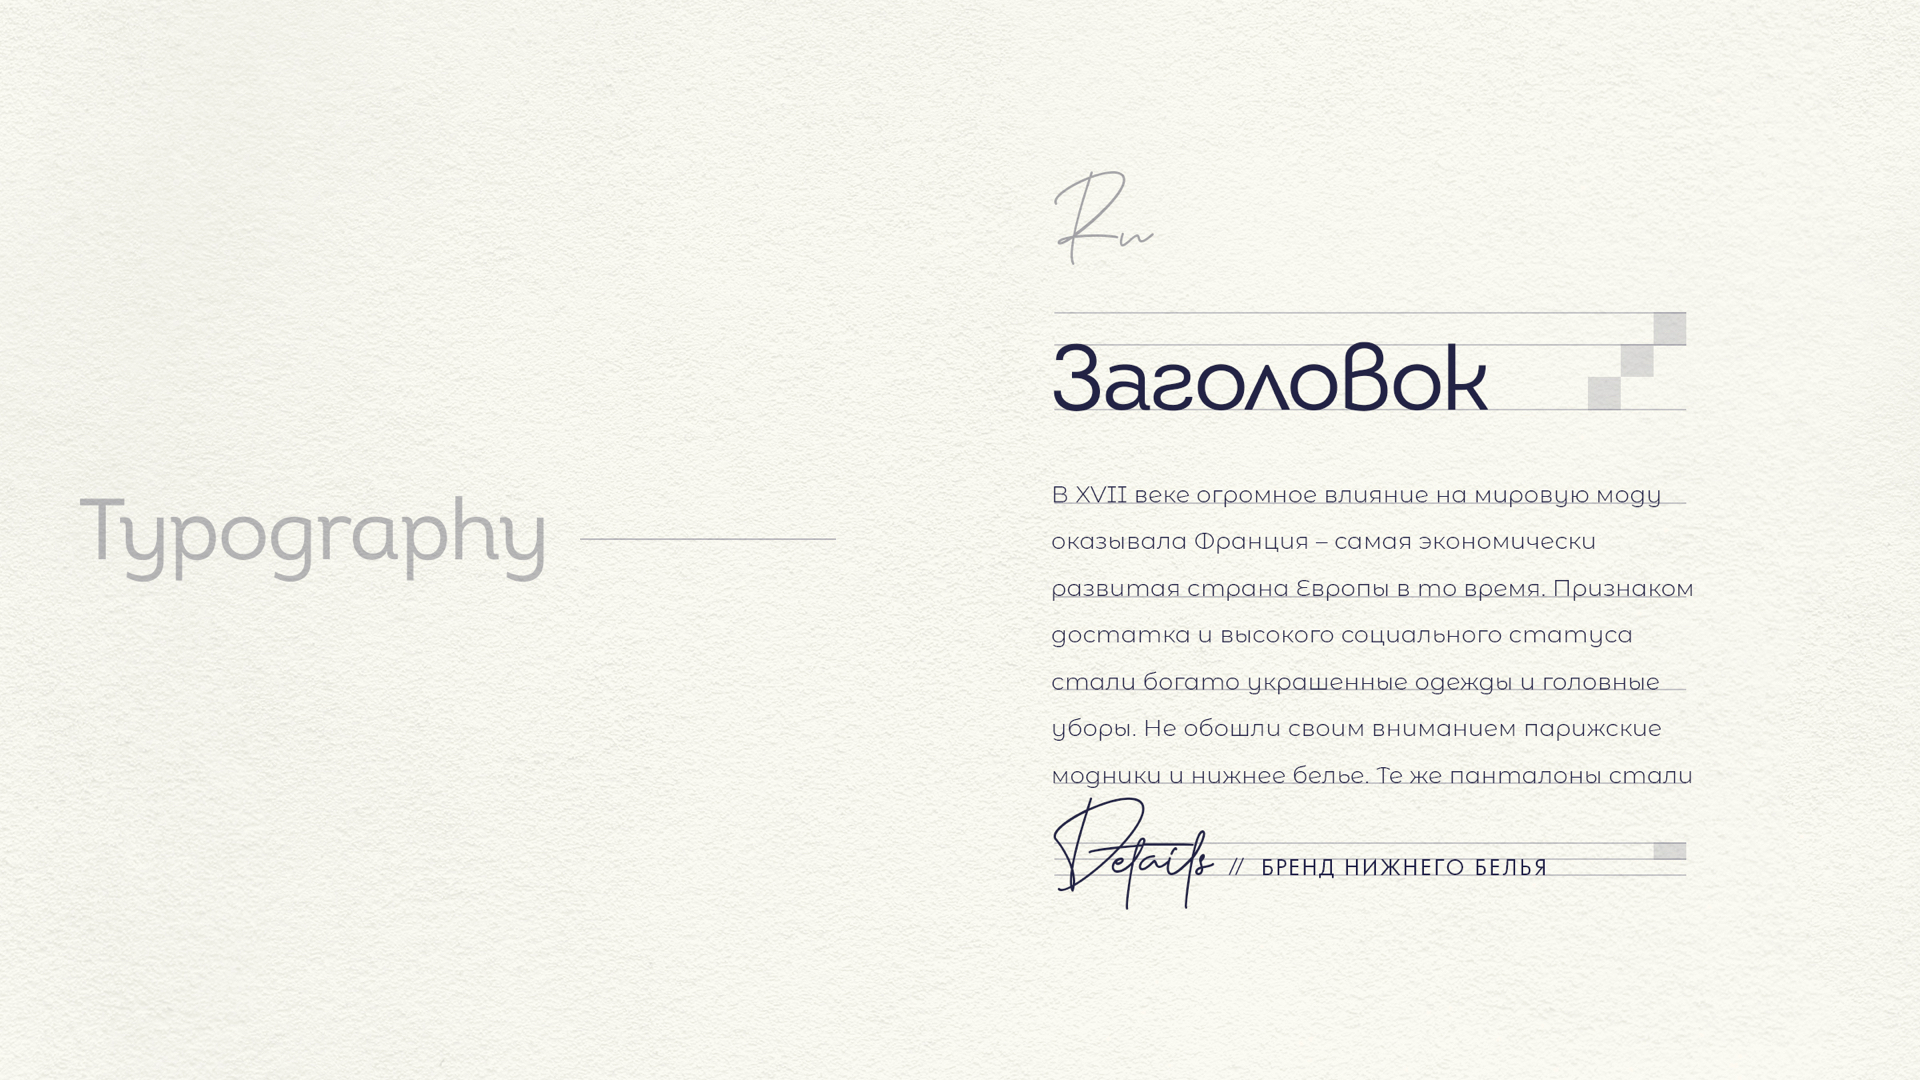 Typography
Ru
Заголовок
В XVII веке огромное влияние на мировую моду
оказывала Франция – самая экономически
развитая страна Европы в то время. Признаком
достатка и высокого социального статуса
стали богато украшенные одежды и головные
уборы. Не обошли своим вниманием парижские
модники и нижнее белье. Те же панталоны стали
Details // БРЕНД НИЖНЕГО БЕЛЬЯ